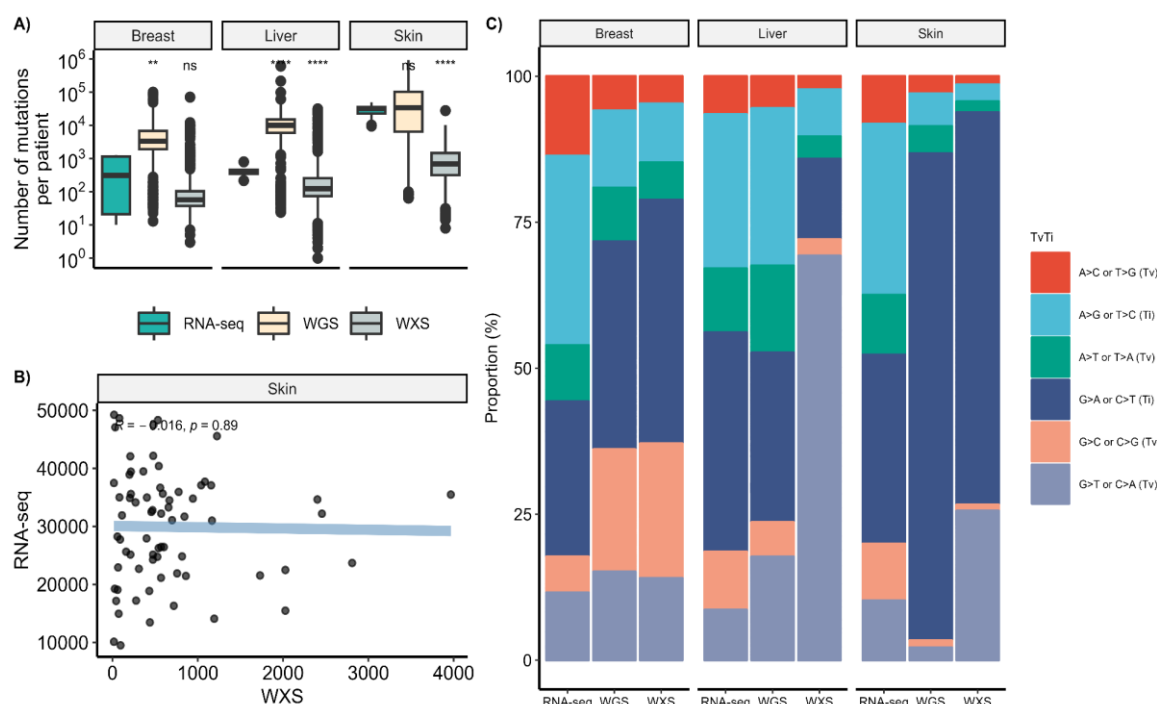 A)
Breast
Liver
Skin
Number of mutations
per patient
10^6
10^5
10^4
10^3
10^2
10^1
10^0
**
ns
****
****
ns
****
RNA-seq
WGS
WXS
B)
Skin
RNA-seq
50000
40000
30000
20000
10000
R = − 0.016, p = 0.89
0
1000
2000
3000
4000
WXS
C)
Breast
Liver
Skin
Proportion (%)
100
75
50
25
0
RNA-seq
WGS
WXS
RNA-seq
WGS
WXS
RNA-seq
WGS
WXS
TvTi
A>C or T>G (Tv)
A>G or T>C (Ti)
A>T or T>A (Tv)
G>A or C>T (Ti)
G>C or C>G (Tv
G>T or C>A (Tv)